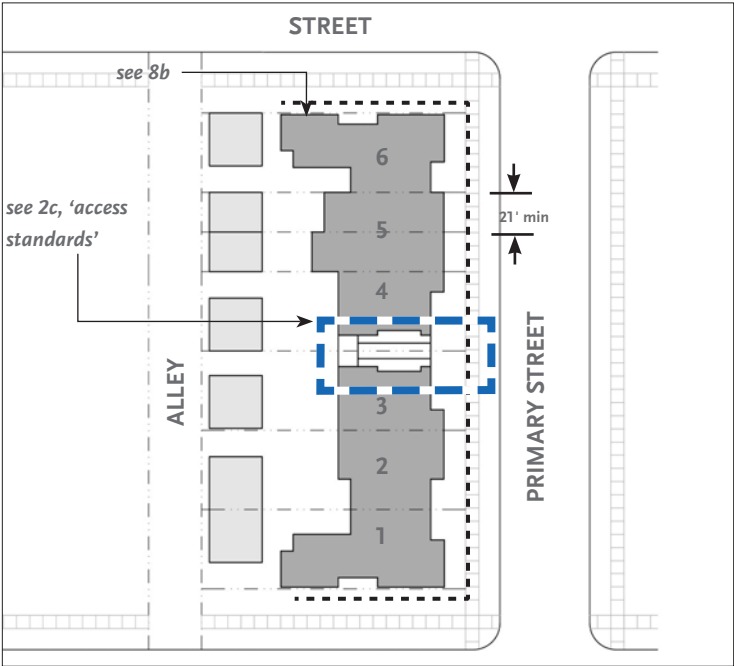 STREET
see 8b
6
see 2c, ‘access
standards’
21' min
5
4
ALLEY
PRIMARY STREET
3
2
1